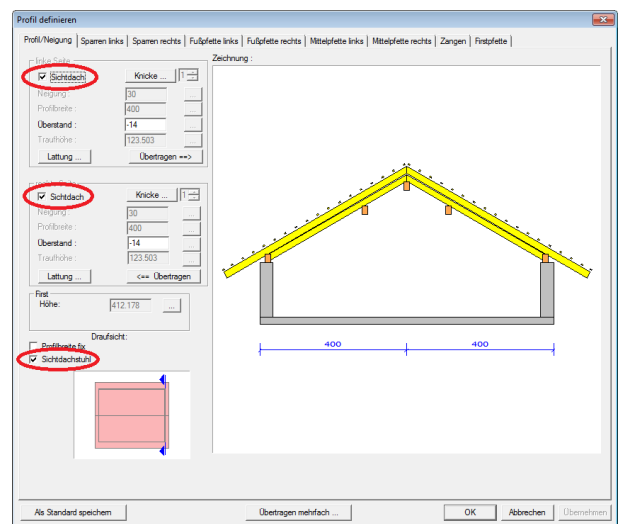 Profil definieren
Profil/Neigung Sparren links Sparren rechts Fußpfette links Fußpfette rechts Mittelpfette links Mittelpfette rechts Zangen Firstpfette
linke Seite
Zeichnung :
Sichtdach Knicke ... 1
Neigung : 30 ...
Profilbreite : 400 ...
Überstand : -14 ...
Traufhöhe : 123.503 ...
Lattung ... Übertragen ==>
Sichtdach Knicke ... 1
Neigung : 30 ...
Profilbreite : 400 ...
Überstand : -14 ...
Traufhöhe : 123.503 ...
Lattung ... <== Übertragen
First
Höhe: 412.178 ...
Draufsicht:
Profilbreite fix
Sichtdachstuhl
400 400
Als Standard speichern Übertragen mehrfach ... OK Abbrechen Übernehmen